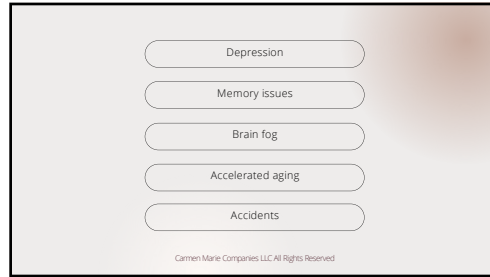 Depression
Memory issues
Brain fog
Accelerated aging
Accidents
Carmen Marie Companies LLC All Rights Reserved